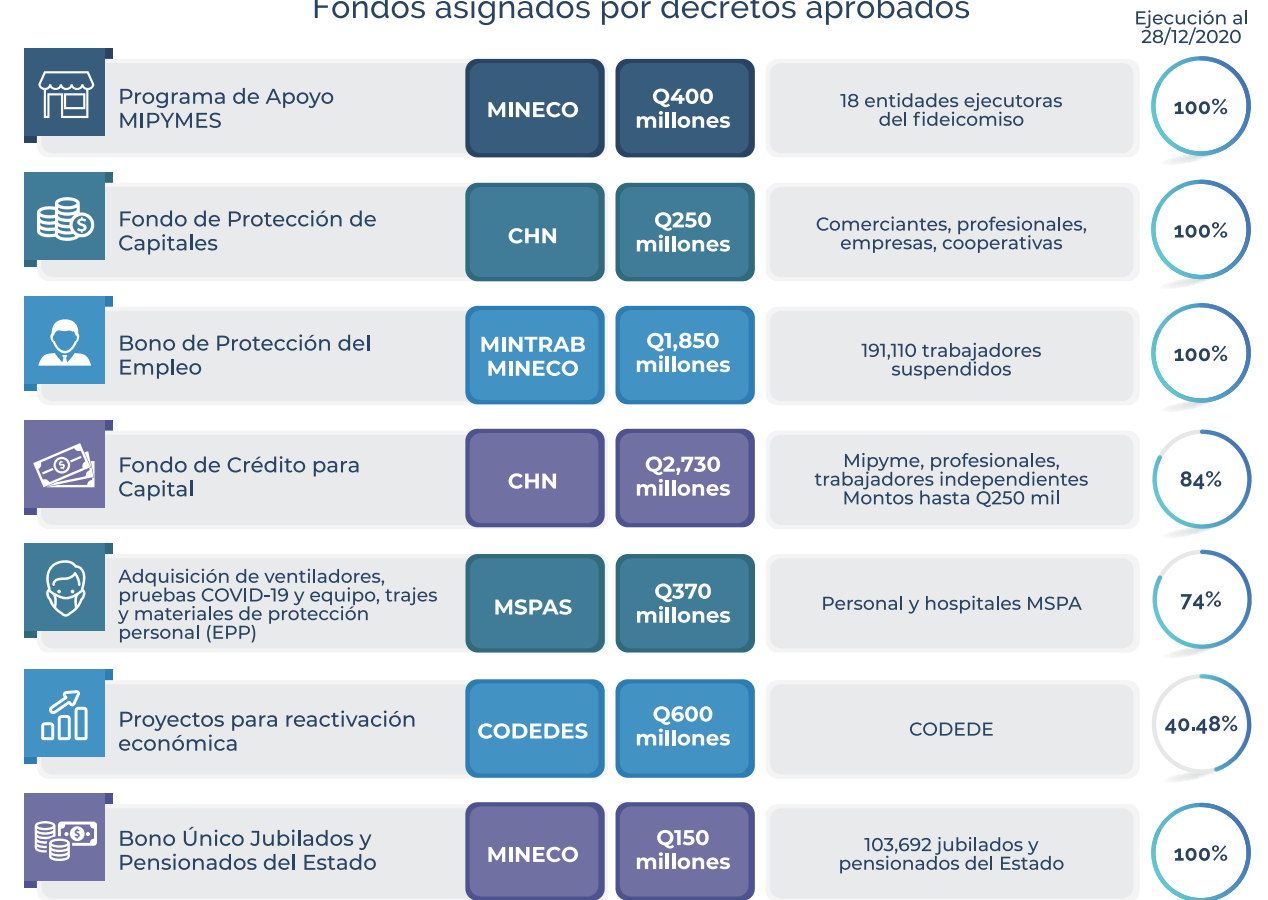 Fondos asignados por decretos aprobados
Ejecución al
28/12/2020
Programa de Apoyo
MIPYMES
MINECO
Q400
millones
18 entidades ejecutoras
del fideicomiso
100%
Fondo de Protección de
Capitales
CHN
Q250
millones
Comerciantes, profesionales,
empresas, cooperativas
100%
Bono de Protección del
Empleo
MINTRAB
MINECO
Q1,850
millones
191,110 trabajadores
suspendidos
100%
Fondo de Crédito para
Capital
CHN
Q2,730
millones
Mipyme, profesionales,
trabajadores independientes
Montos hasta Q250 mil
84%
Adquisición de ventiladores,
pruebas COVID-19 y equipo, trajes
y materiales de protección
personal (EPP)
MSPAS
Q370
millones
Personal y hospitales MSPA
74%
Proyectos para reactivación
económica
CODEDES
Q600
millones
CODEDE
40.48%
Bono Único Jubilados y
Pensionados del Estado
MINECO
Q150
millones
103,692 jubilados y
pensionados del Estado
100%